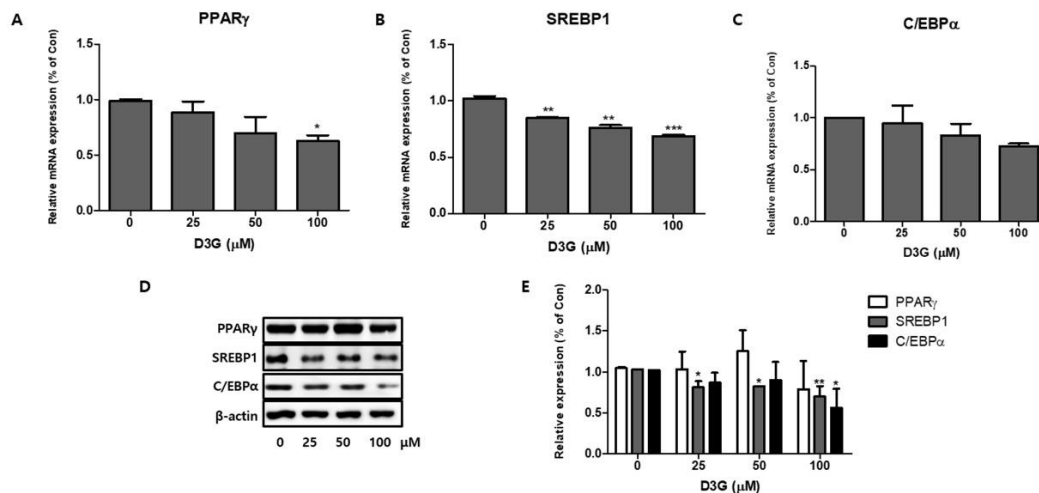 A
PPARγ
Relative mRNA expression (% of Con)
1.5
1.0
0.5
0.0
*
0 25 50 100
D3G (μM)
B
SREBP1
Relative mRNA expression (% of Con)
1.5
1.0
0.5
0.0
** ** ***
0 25 50 100
D3G (μM)
C
C/EBPα
Relative mRNA expression (% of Con)
1.5
1.0
0.5
0.0
0 25 50 100
D3G (μM)
D
PPARγ
SREBP1
C/EBPα
β-actin
0 25 50 100 μM
E
Relative expression (% of Con)
2.0
1.5
1.0
0.5
0.0
* * ** *
0 25 50 100
D3G (μM)
PPARγ
SREBP1
C/EBPα